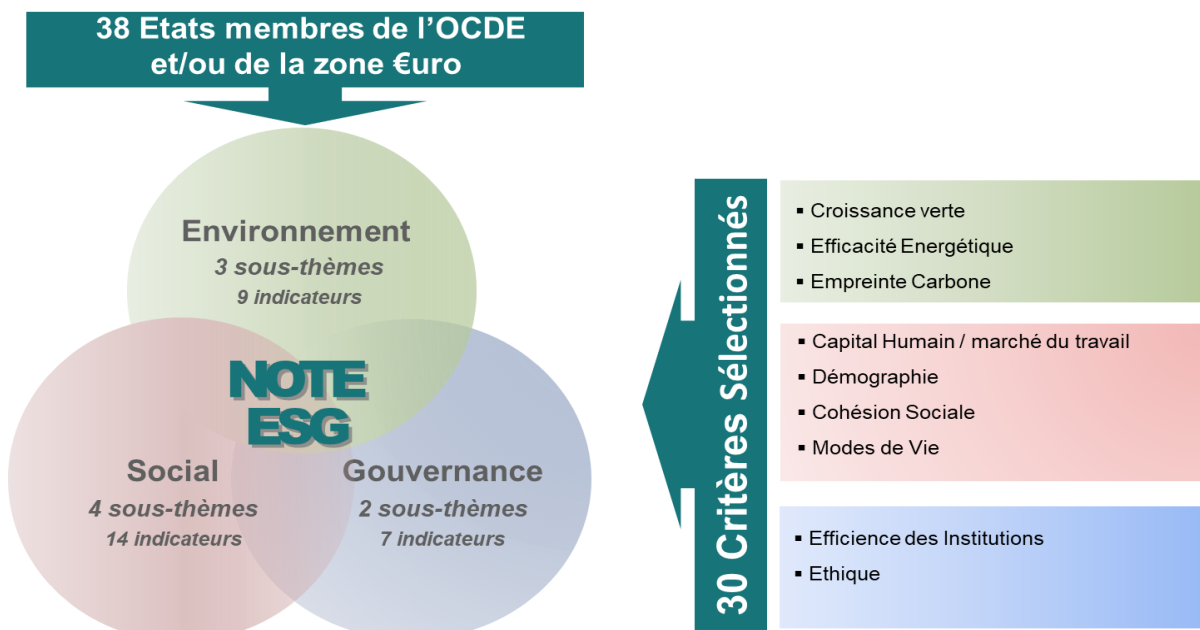 38 Etats membres de l’OCDE
et/ou de la zone €uro
Environnement
3 sous-thèmes
9 indicateurs
NOTE
ESG
Social
4 sous-thèmes
14 indicateurs
Gouvernance
2 sous-thèmes
7 indicateurs
30 Critères Sélectionnés
▪ Croissance verte
▪ Efficacité Energétique
▪ Empreinte Carbone
▪ Capital Humain / marché du travail
▪ Démographie
▪ Cohésion Sociale
▪ Modes de Vie
▪ Efficience des Institutions
▪ Ethique